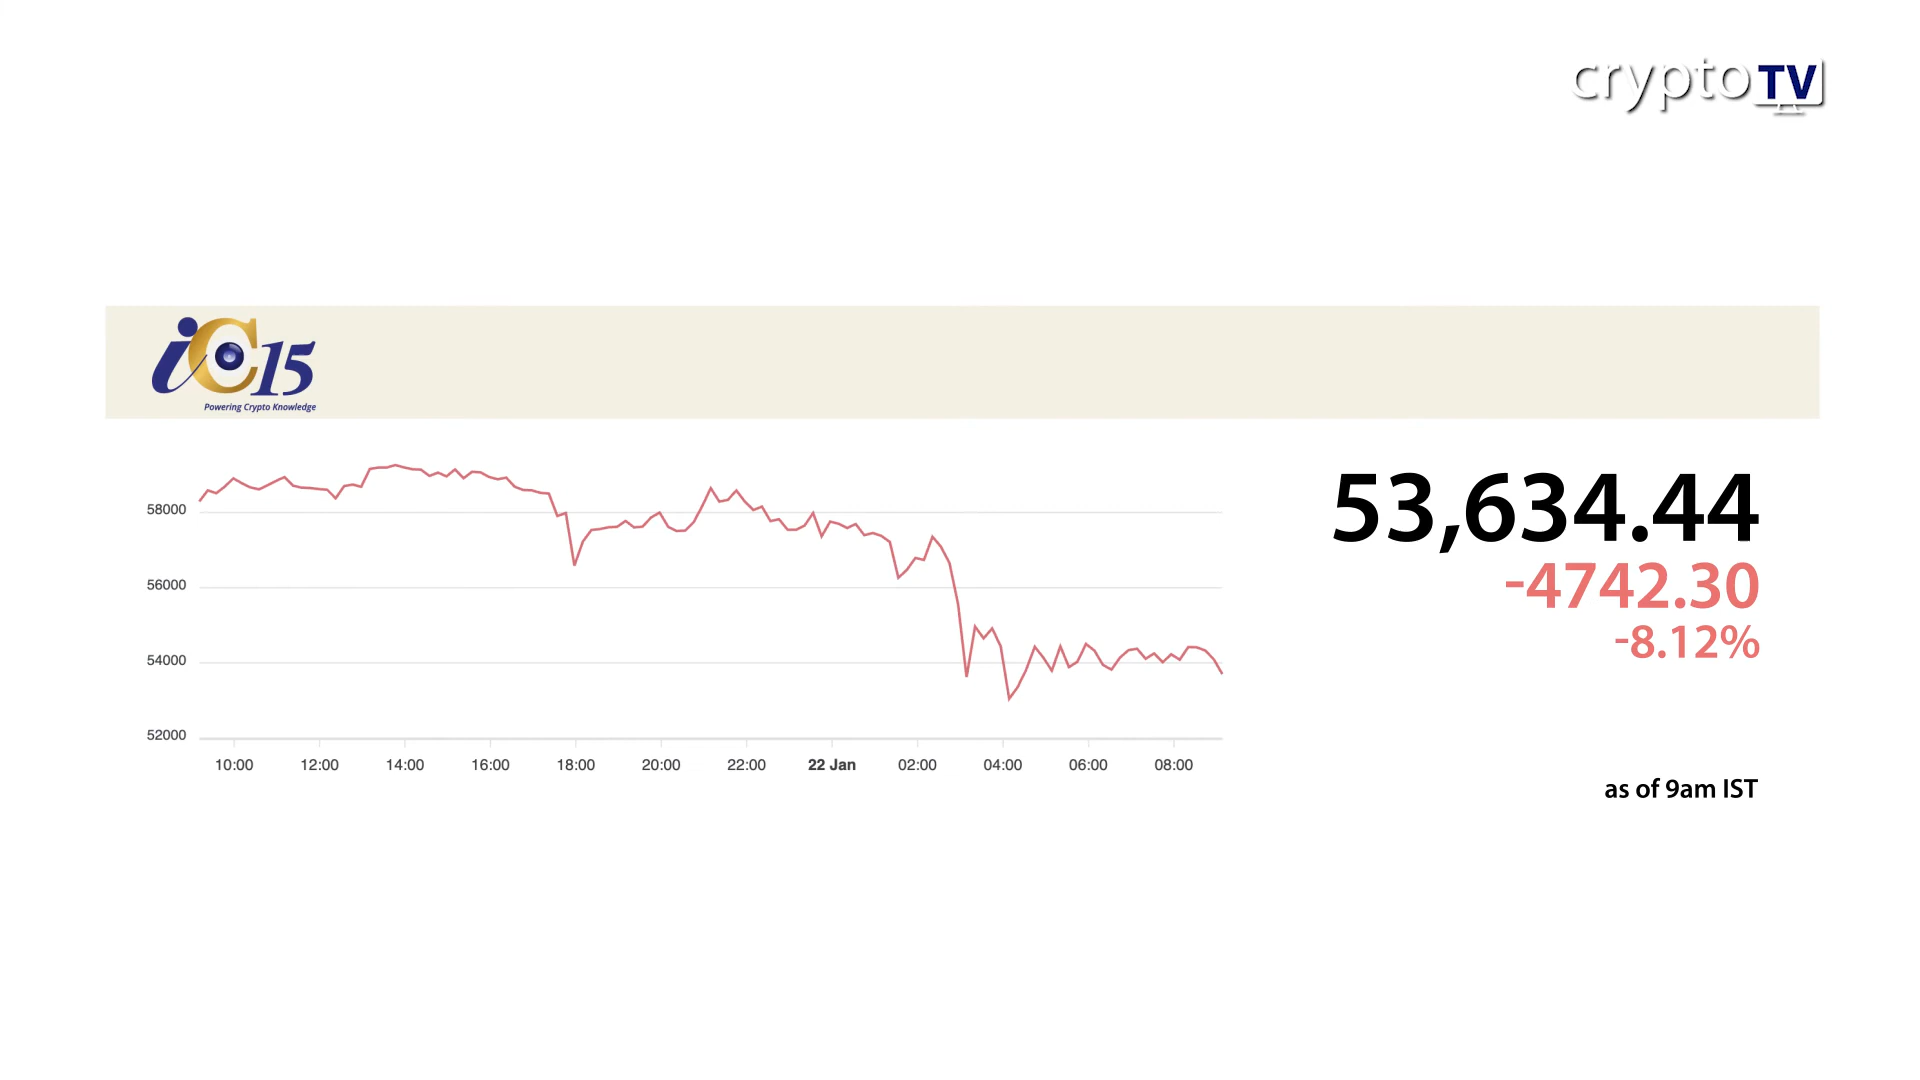 crypto TV
iC15
Powering Crypto Knowledge
53,634.44
-4742.30
-8.12%
58000
56000
54000
52000
10:00 12:00 14:00 16:00 18:00 20:00 22:00 22 Jan 02:00 04:00 06:00 08:00
as of 9am IST